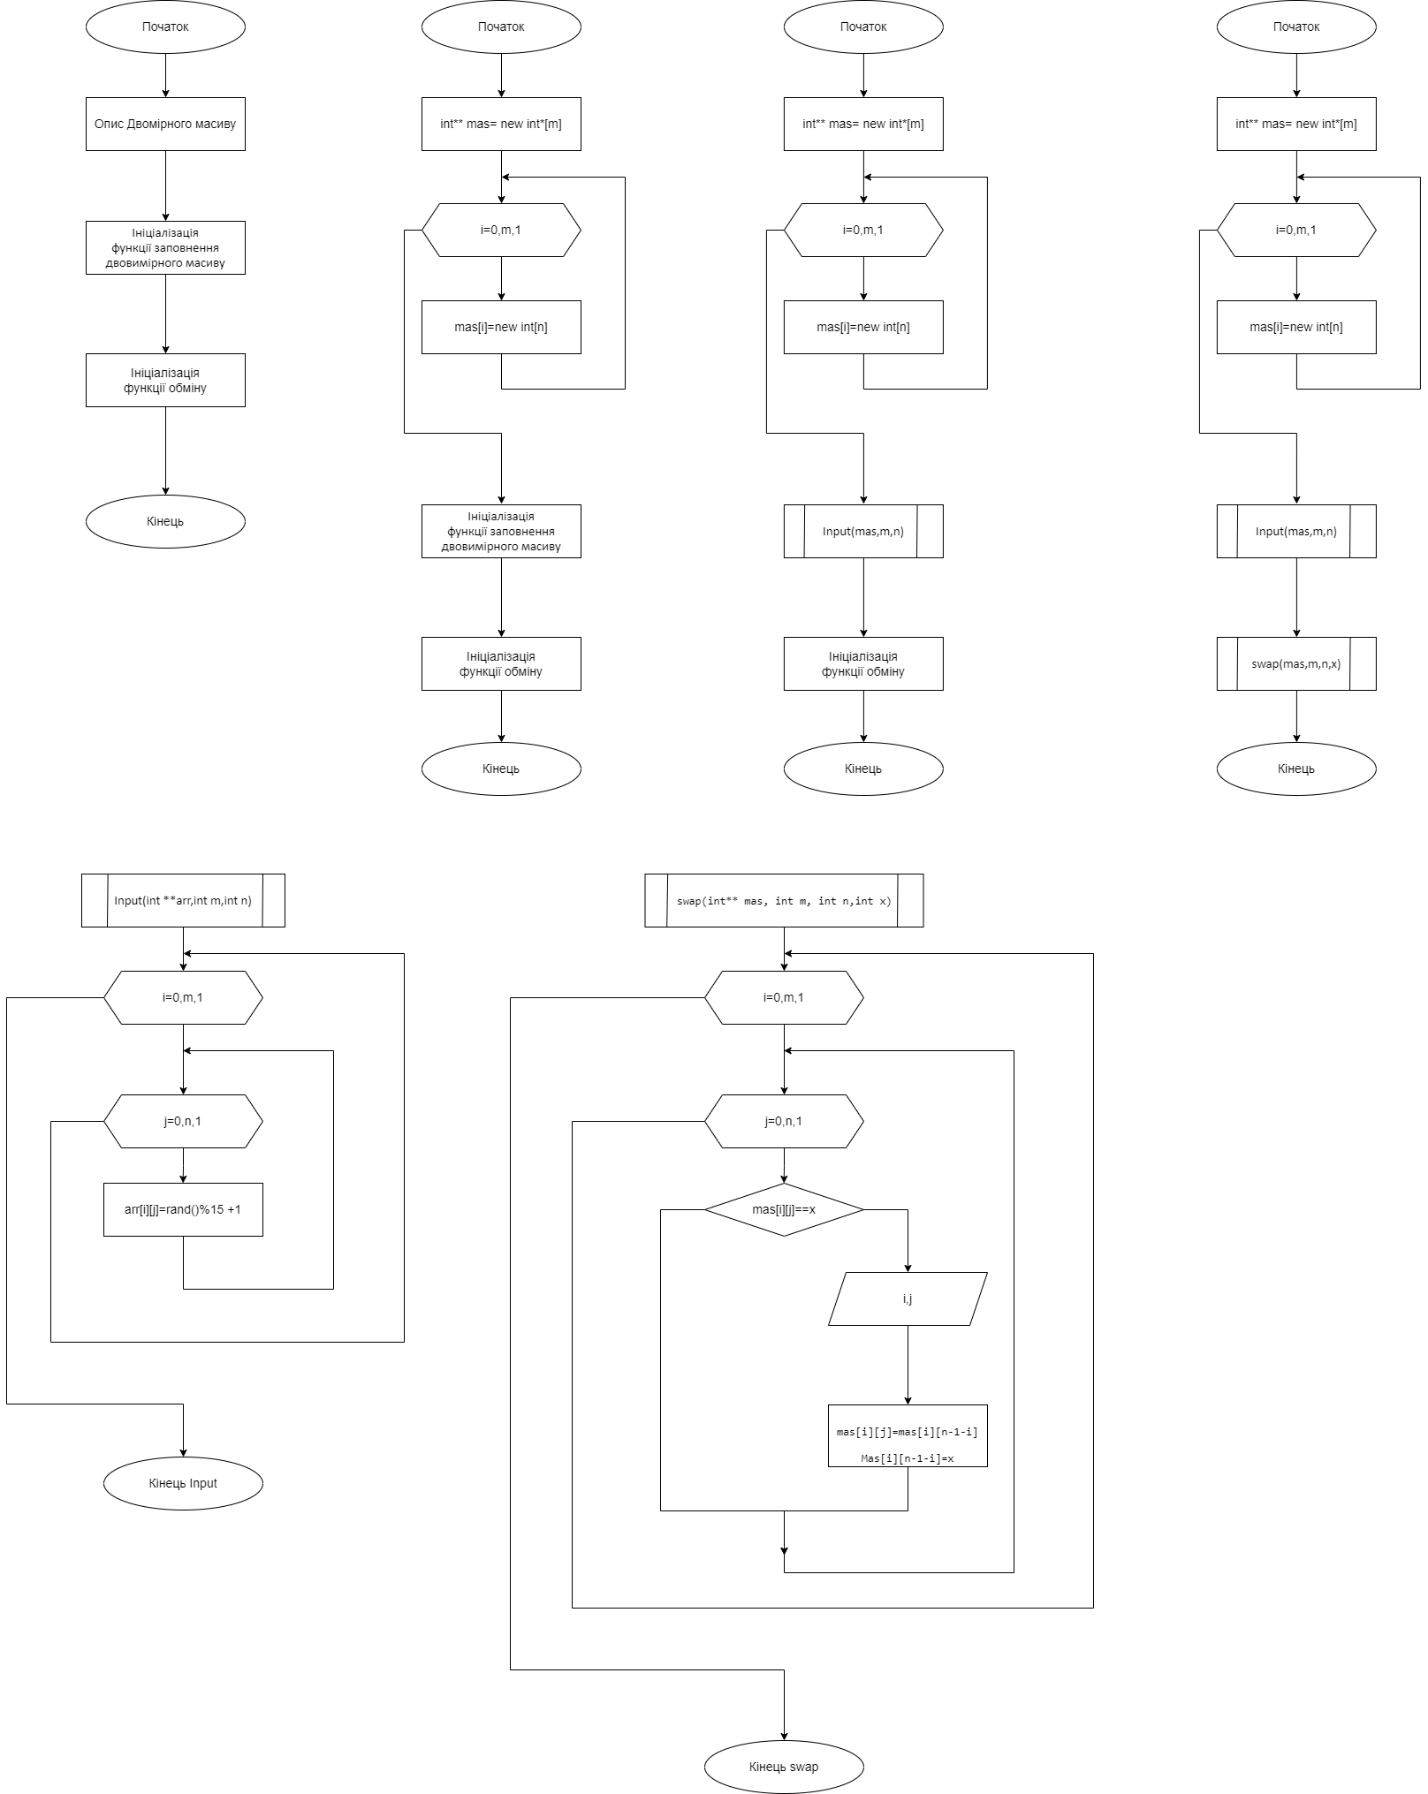 Початок
Опис Двомірного масиву
Ініціалізація
функції заповнення
двовимірного масиву
Ініціалізація
функції обміну
Кінець
Початок
int** mas= new int*[m]
i=0,m,1
mas[i]=new int[n]
Ініціалізація
функції заповнення
двовимірного масиву
Ініціалізація
функції обміну
Кінець
Початок
int** mas= new int*[m]
i=0,m,1
mas[i]=new int[n]
Input(mas,m,n)
Ініціалізація
функції обміну
Кінець
Початок
int** mas= new int*[m]
i=0,m,1
mas[i]=new int[n]
Input(mas,m,n)
swap(mas,m,n,x)
Кінець
Input(int **arr,int m,int n)
i=0,m,1
j=0,n,1
arr[i][j]=rand()%15 +1
Кінець Input
swap(int** mas, int m, int n,int x)
i=0,m,1
j=0,n,1
mas[i][j]==x
i,j
mas[i][j]=mas[i][n-1-i]
Mas[i][n-1-i]=x
Кінець swap